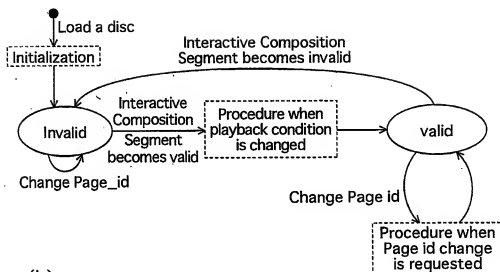 Load a disc
Initialization
Interactive Composition
Segment becomes invalid
Invalid
Interactive
Composition
Segment
becomes valid
Procedure when
playback condition
is changed
valid
Change Page_id
Change Page id
Procedure when
Page id change
is requested